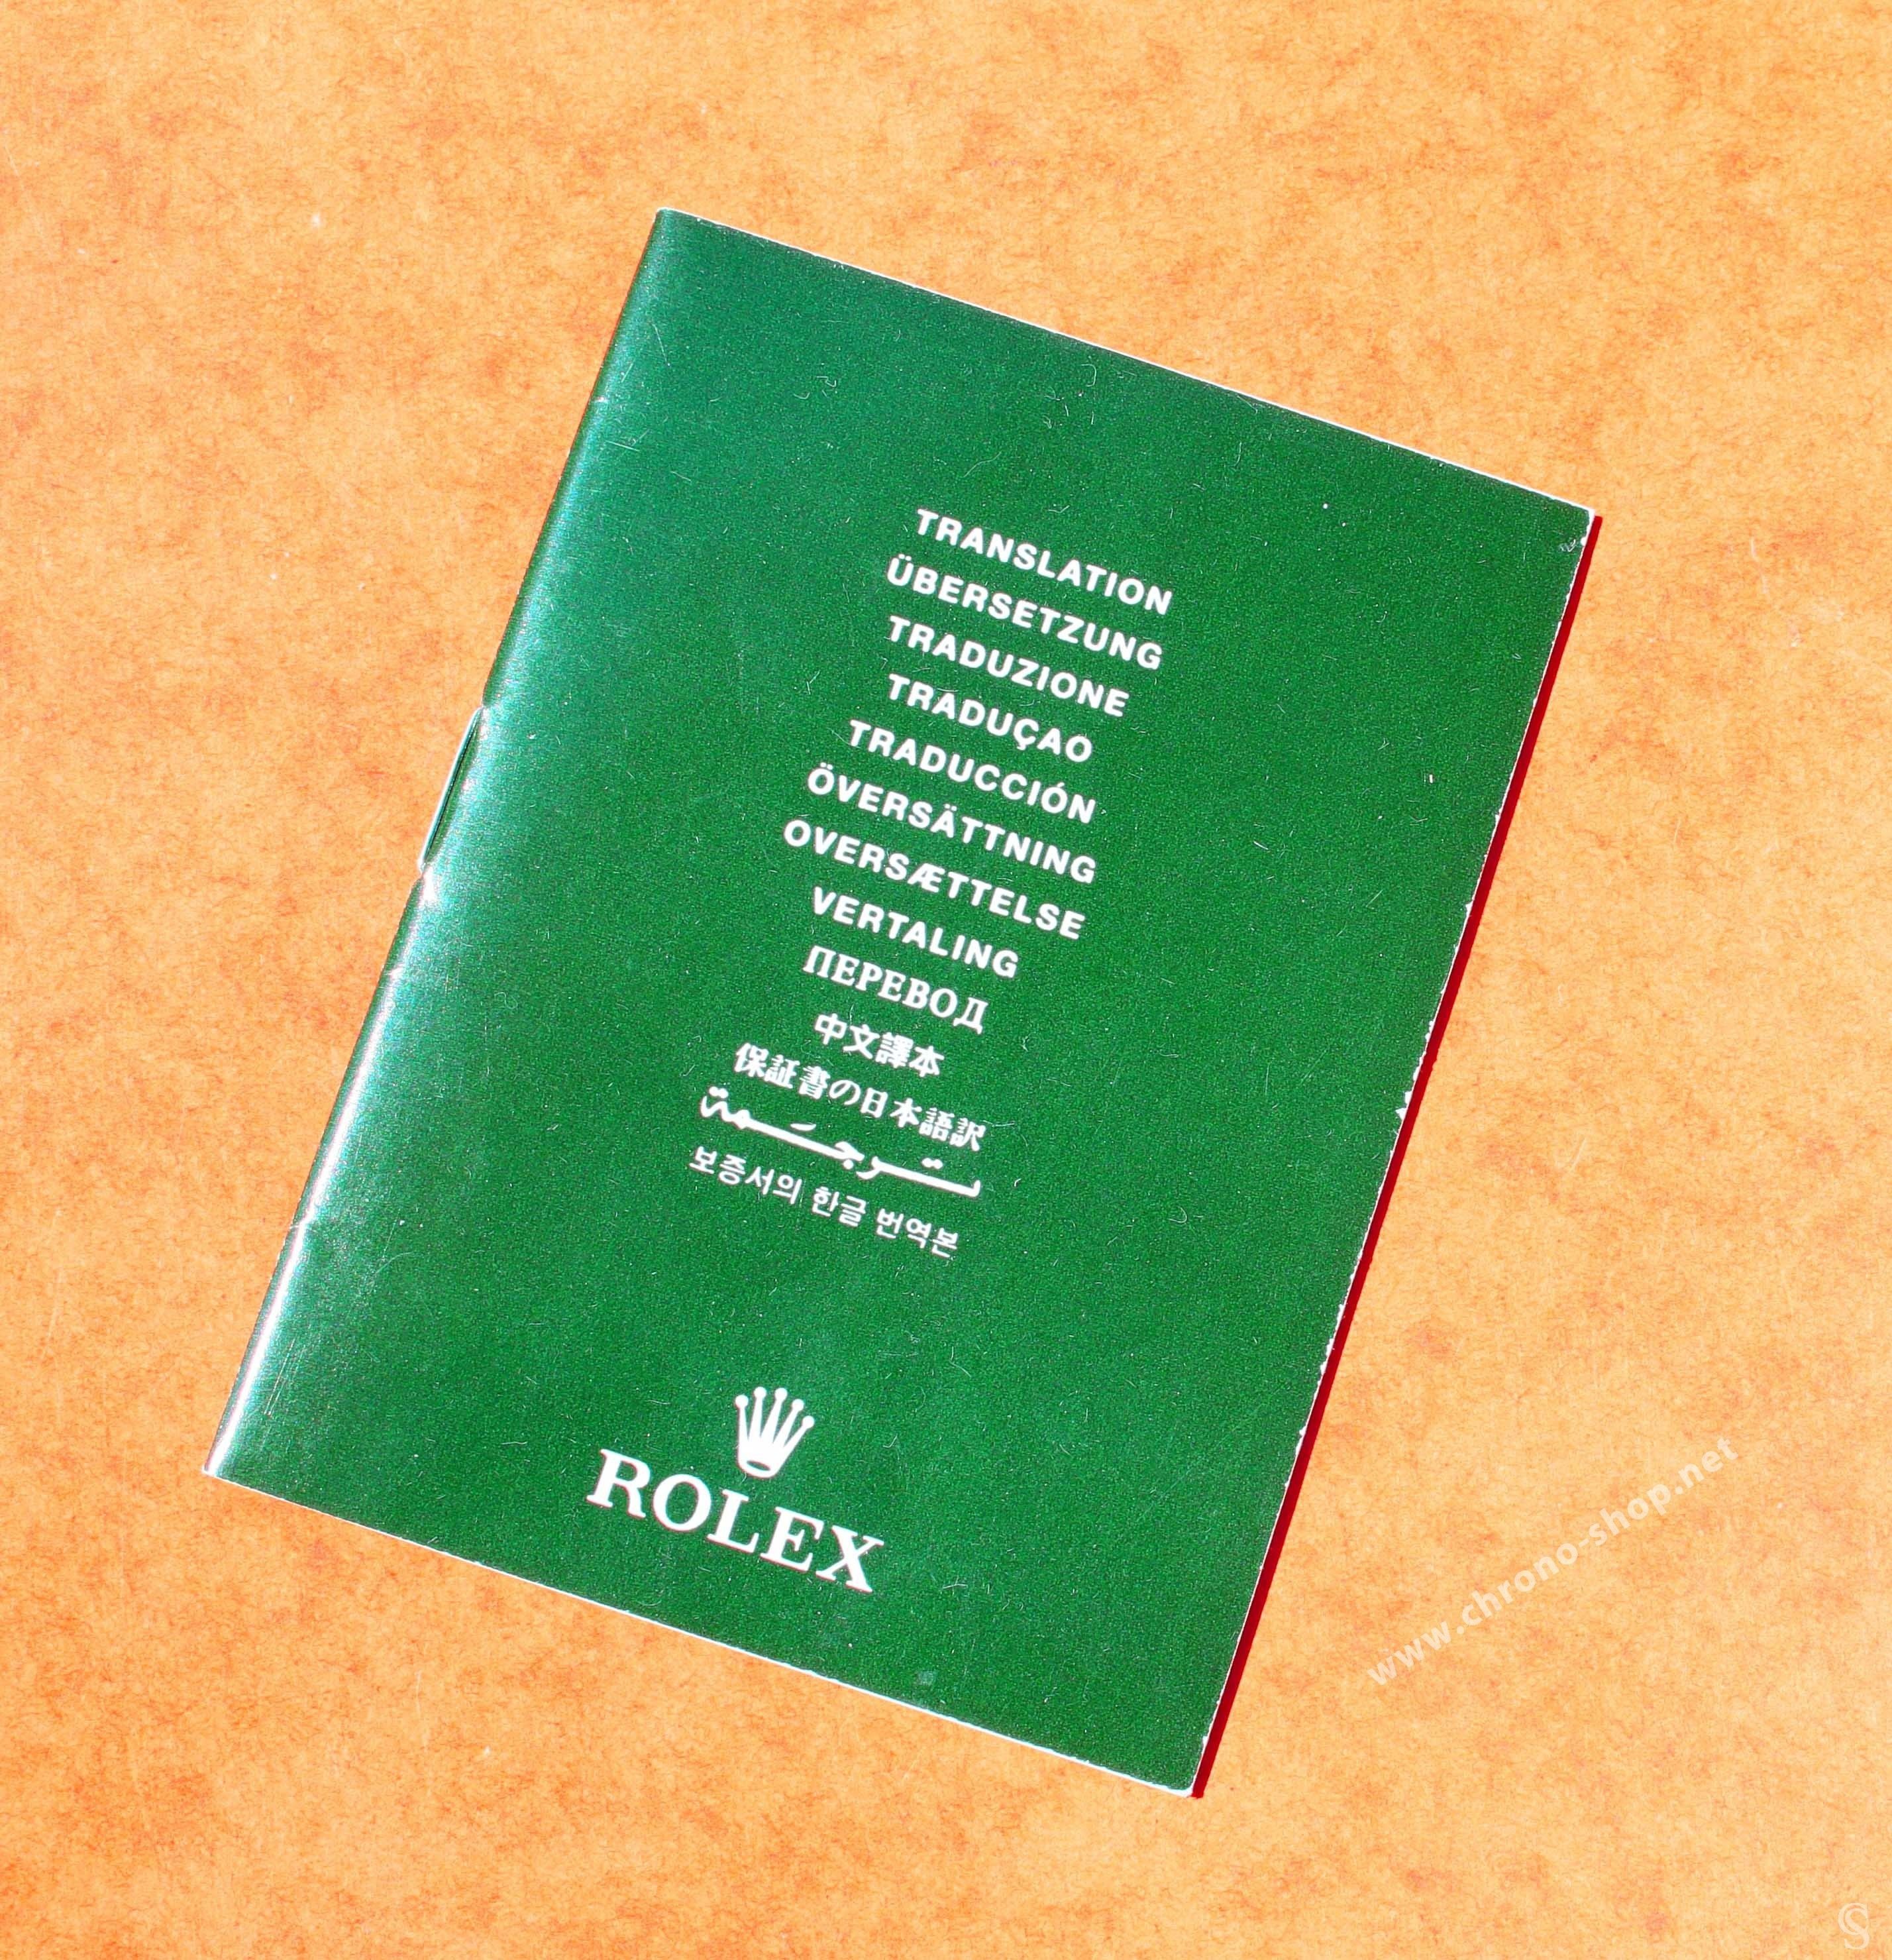 TRANSLATION
ÜBERSETZUNG
TRADUZIONE
TRADUÇAO
TRADUCCIÓN
ÖVERSÄTTNING
OVERSÆTTELSE
VERTALING
ПЕРЕВОД
中文譯本
保証書の日本語訳
ترجمة
보증서의 한글 번역본
ROLEX
www.chrono-shop.net